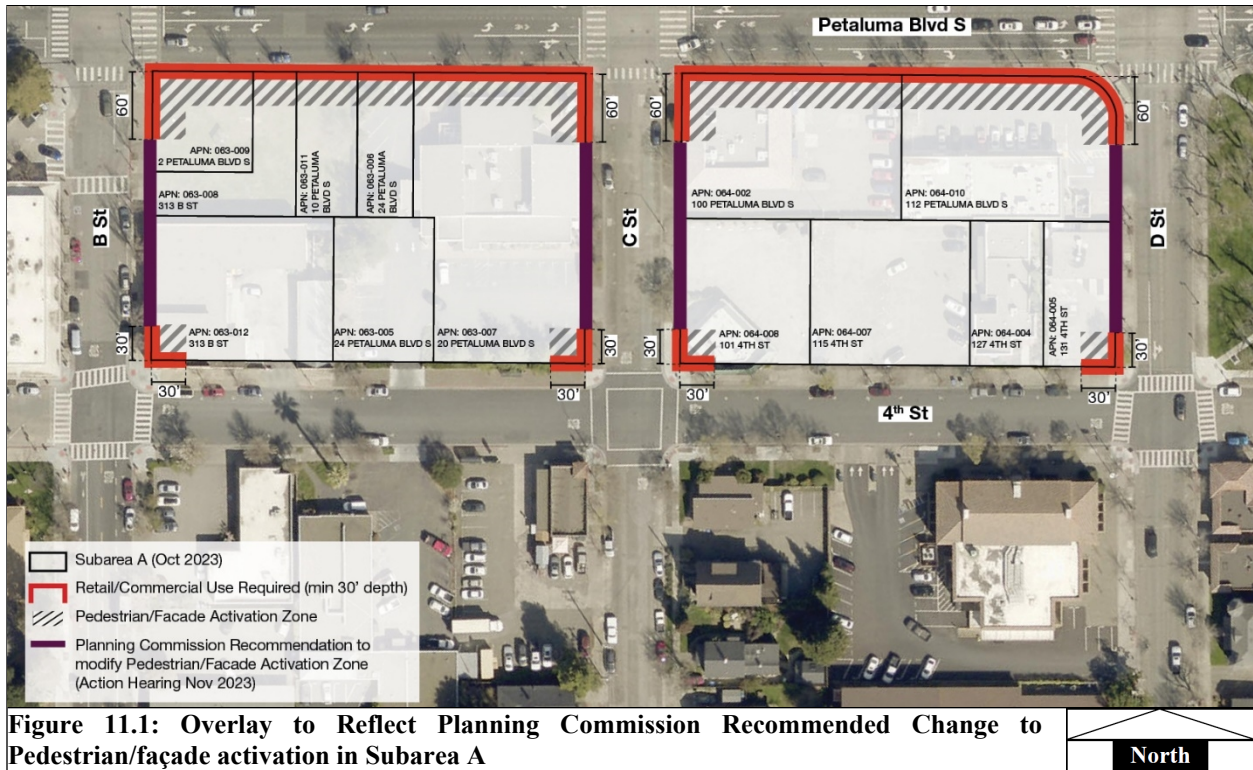 Petaluma Blvd S
60'
60'
60'
60'
APN: 063-009
2 PETALUMA BLVD S
APN: 063-008
313 B ST
APN: 063-011
10 PETALUMA
BLVD S
APN: 063-006
24 PETALUMA
BLVD S
APN: 064-002
100 PETALUMA BLVD S
APN: 064-010
112 PETALUMA BLVD S
B St
C St
D St
APN: 063-012
313 B ST
APN: 063-005
24 PETALUMA BLVD S
APN: 063-007
20 PETALUMA BLVD S
APN: 064-008
101 4TH ST
APN: 064-007
115 4TH ST
APN: 064-004
127 4TH ST
APN: 064-005
131 4TH ST
30'
30'
30'
30'
30'
30'
30'
30'
4th St
Subarea A (Oct 2023)
Retail/Commercial Use Required (min 30' depth)
Pedestrian/Facade Activation Zone
Planning Commission Recommendation to
modify Pedestrian/Facade Activation Zone
(Action Hearing Nov 2023)
Figure 11.1: Overlay to Reflect Planning Commission Recommended Change to
Pedestrian/façade activation in Subarea A
North